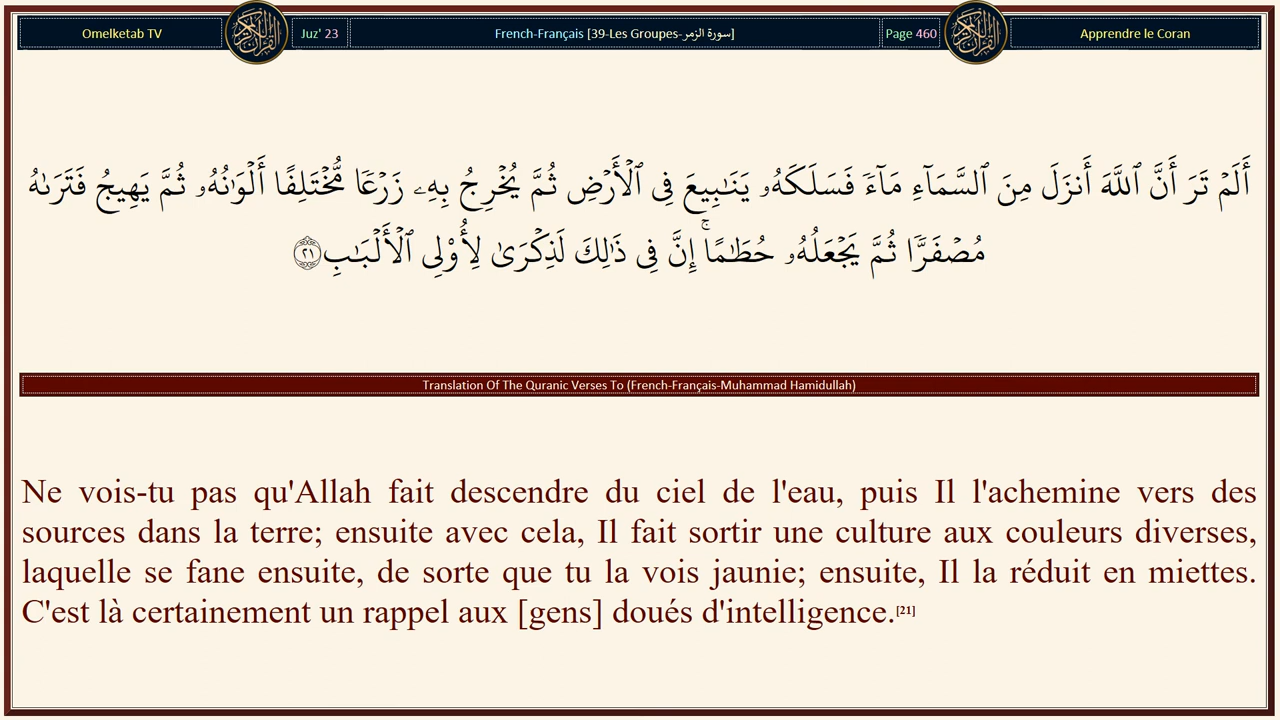 Omelketab TV
Juz' 23
French-Français [39-Les Groupes-سورة الزمر]
Page 460
Apprendre le Coran
أَلَمْ تَرَ أَنَّ ٱللَّهَ أَنزَلَ مِنَ ٱلسَّمَآءِ مَآءً فَسَلَكَهُۥ يَنَٰبِيعَ فِى ٱلْأَرْضِ ثُمَّ يُخْرِجُ بِهِۦ زَرْعًا مُّخْتَلِفًا أَلْوَٰنُهُۥ ثُمَّ يَهِيجُ فَتَرَىٰهُ
مُصْفَرًّا ثُمَّ يَجْعَلُهُۥ حُطَٰمًا ۚ إِنَّ فِى ذَٰلِكَ لَذِكْرَىٰ لِأُو۟لِى ٱلْأَلْبَٰبِ ٢١
Translation Of The Quranic Verses To (French-Français-Muhammad Hamidullah)
Ne vois-tu pas qu'Allah fait descendre du ciel de l'eau, puis Il l'achemine vers des
sources dans la terre; ensuite avec cela, Il fait sortir une culture aux couleurs diverses,
laquelle se fane ensuite, de sorte que tu la vois jaunie; ensuite, Il la réduit en miettes.
C'est là certainement un rappel aux [gens] doués d'intelligence.[21]